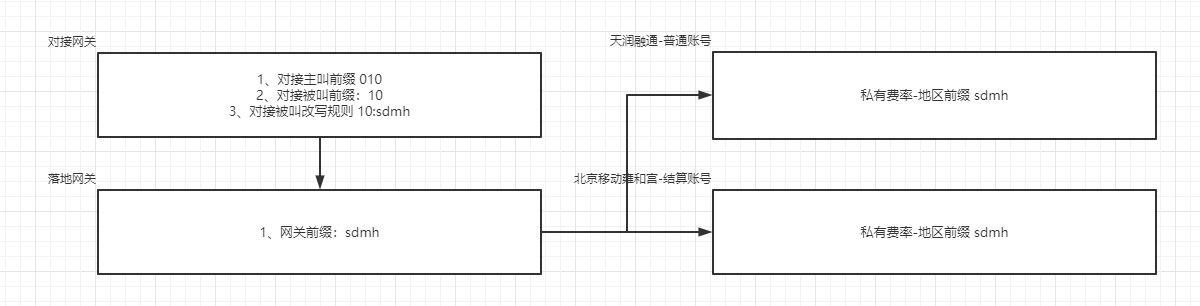 对接网关
1、对接主叫前缀 010
2、对接被叫前缀：10
3、对接被叫改写规则 10:sdmh
天润融通-普通账号
私有费率-地区前缀 sdmh
落地网关
1、网关前缀：sdmh
北京移动雍和宫-结算账号
私有费率-地区前缀 sdmh